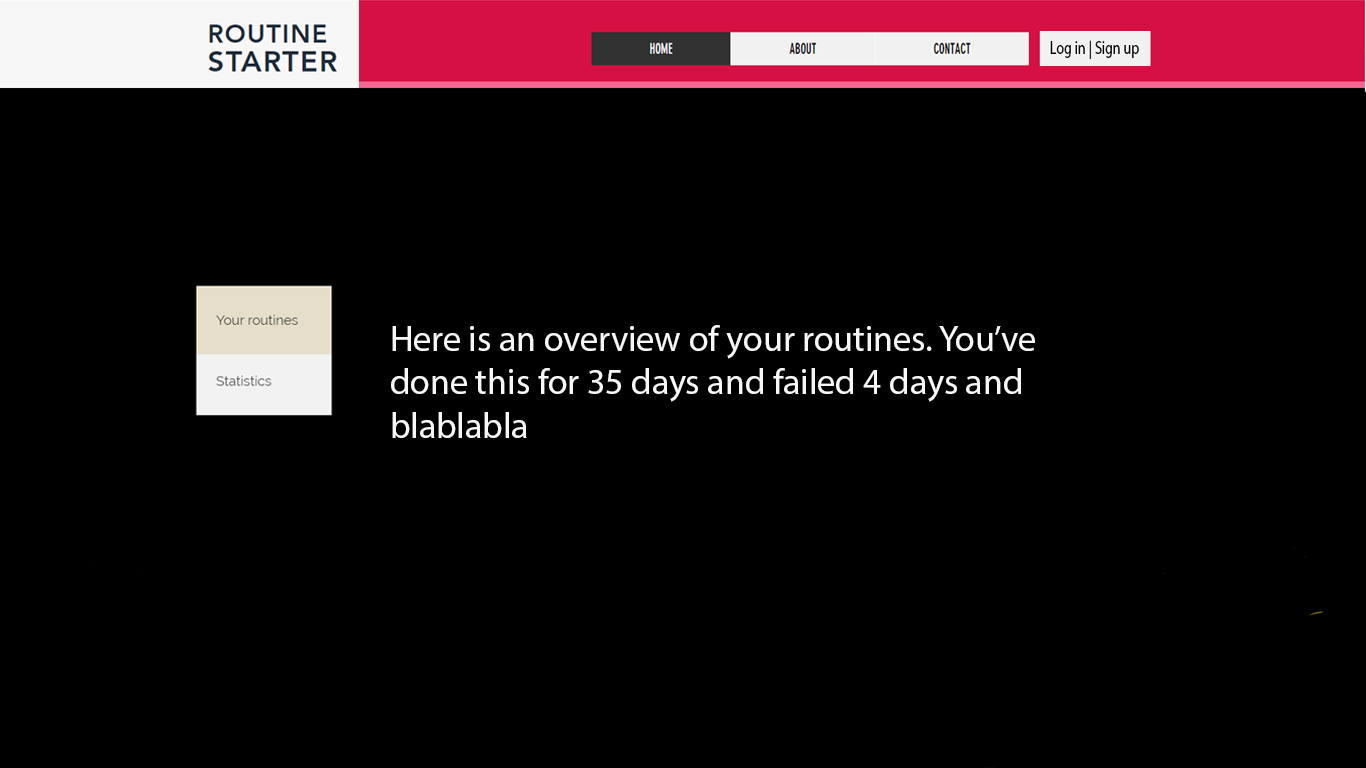 ROUTINE
STARTER
HOME
ABOUT
CONTACT
Log in | Sign up
Your routines
Statistics
Here is an overview of your routines. You’ve
done this for 35 days and failed 4 days and
blablabla